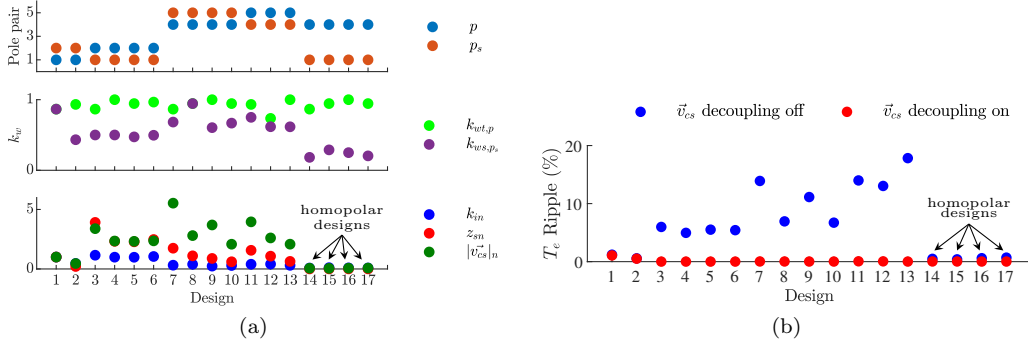 Pole pair
5
3
1
p
p_s
k_w
1
0
k_{wt,p}
k_{ws,p_s}
5
0
homopolar
designs
k_{in}
z_{sn}
|\vec{v_{cs}}|_n
1 2 3 4 5 6 7 8 9 10 11 12 13 14 15 16 17
Design
(a)
\vec{v}_{cs} decoupling off
\vec{v}_{cs} decoupling on
T_e Ripple (%)
20
10
0
homopolar
designs
1 2 3 4 5 6 7 8 9 10 11 12 13 14 15 16 17
Design
(b)